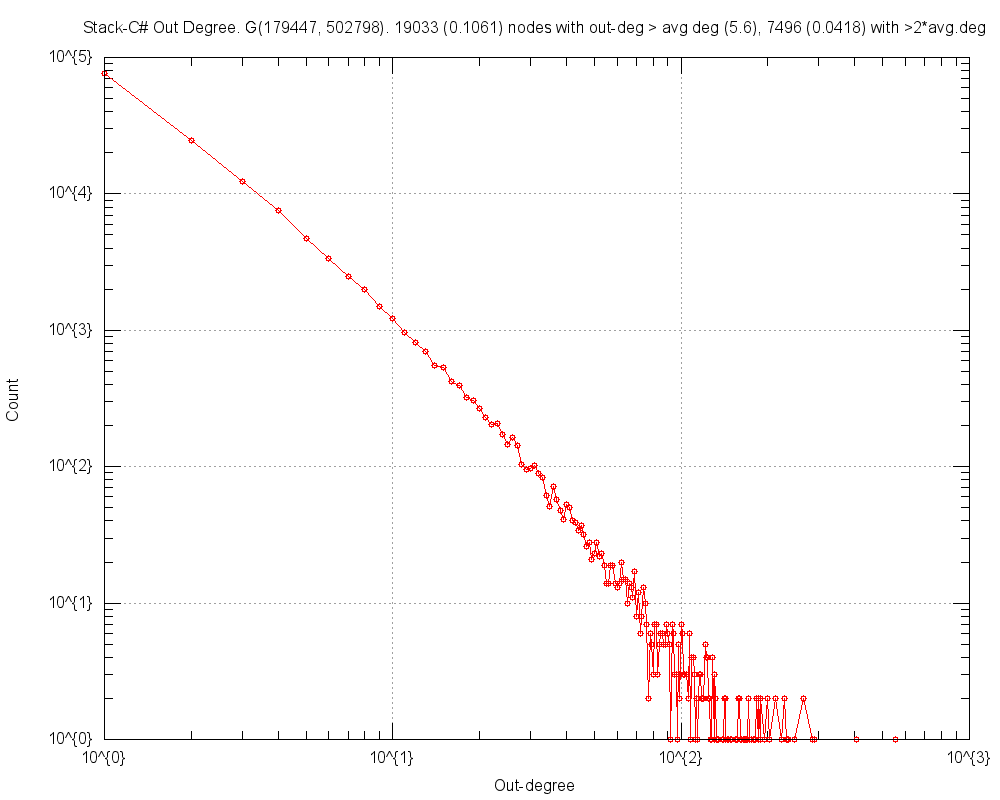 Stack-C# Out Degree. G(179447, 502798). 19033 (0.1061) nodes with out-deg > avg deg (5.6), 7496 (0.0418) with >2*avg.deg
10^{5}
10^{4}
10^{3}
10^{2}
10^{1}
10^{0}
Count
10^{0} 10^{1} 10^{2} 10^{3}
Out-degree